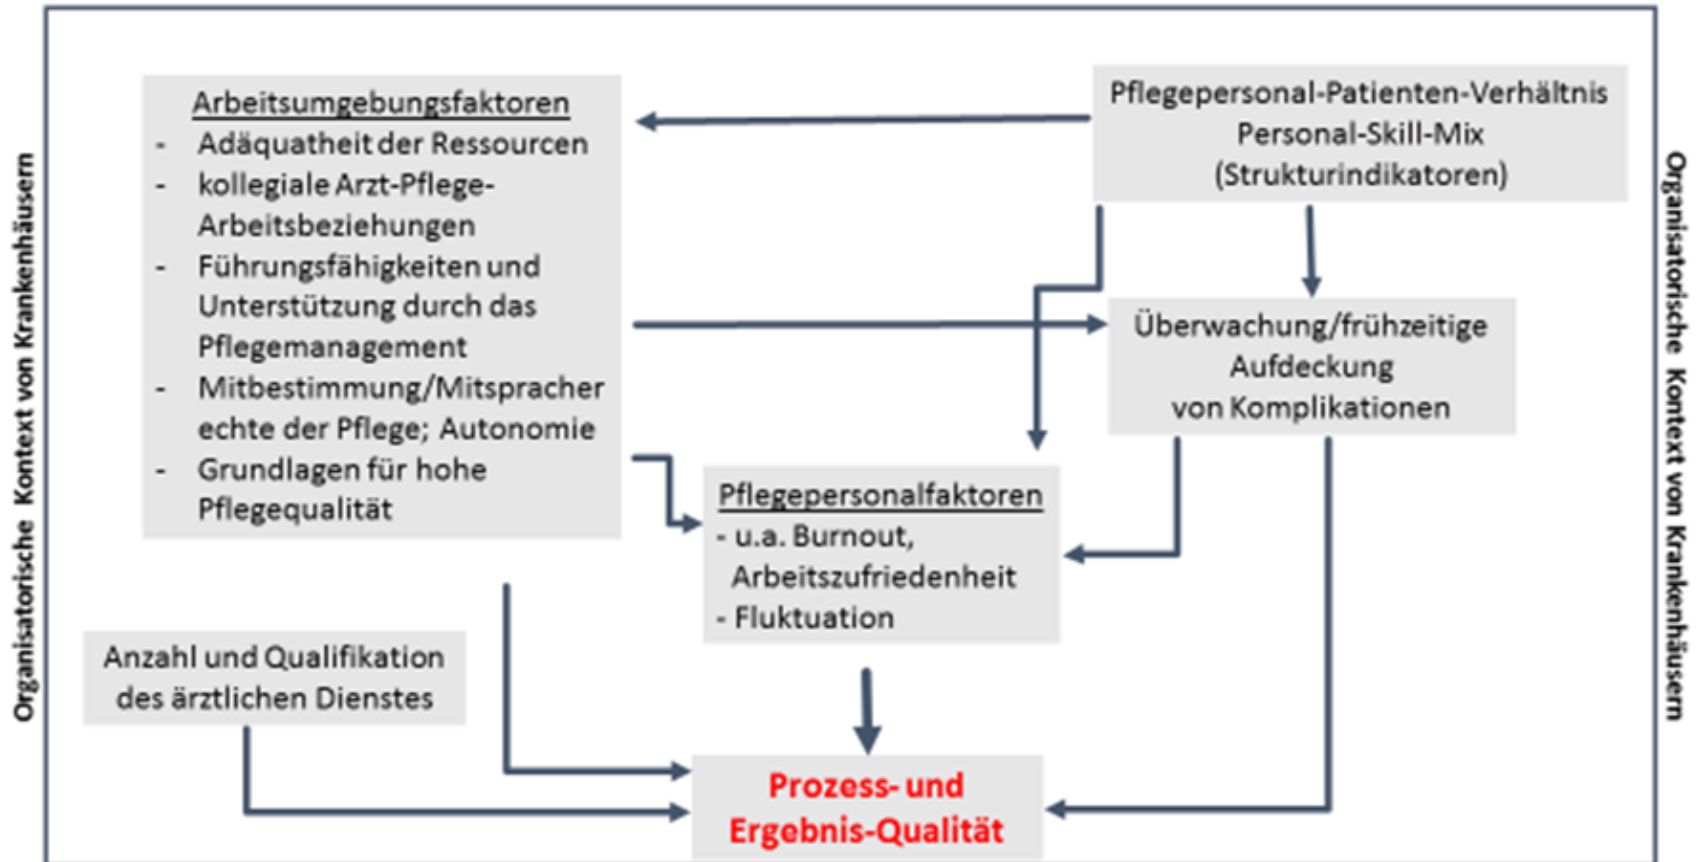 Organisatorische Kontext von Krankenhäusern
Arbeitsumgebungsfaktoren
- Adäquatheit der Ressourcen
- kollegiale Arzt-Pflege-
Arbeitsbeziehungen
- Führungsfähigkeiten und
Unterstützung durch das
Pflegemanagement
- Mitbestimmung/Mitspracher
echte der Pflege; Autonomie
- Grundlagen für hohe
Pflegequalität
Pflegepersonal-Patienten-Verhältnis
Personal-Skill-Mix
(Strukturindikatoren)
Überwachung/frühzeitige
Aufdeckung
von Komplikationen
Pflegepersonalfaktoren
- u.a. Burnout,
Arbeitszufriedenheit
- Fluktuation
Anzahl und Qualifikation
des ärztlichen Dienstes
Prozess- und
Ergebnis-Qualität
Organisatorische Kontext von Krankenhäusern